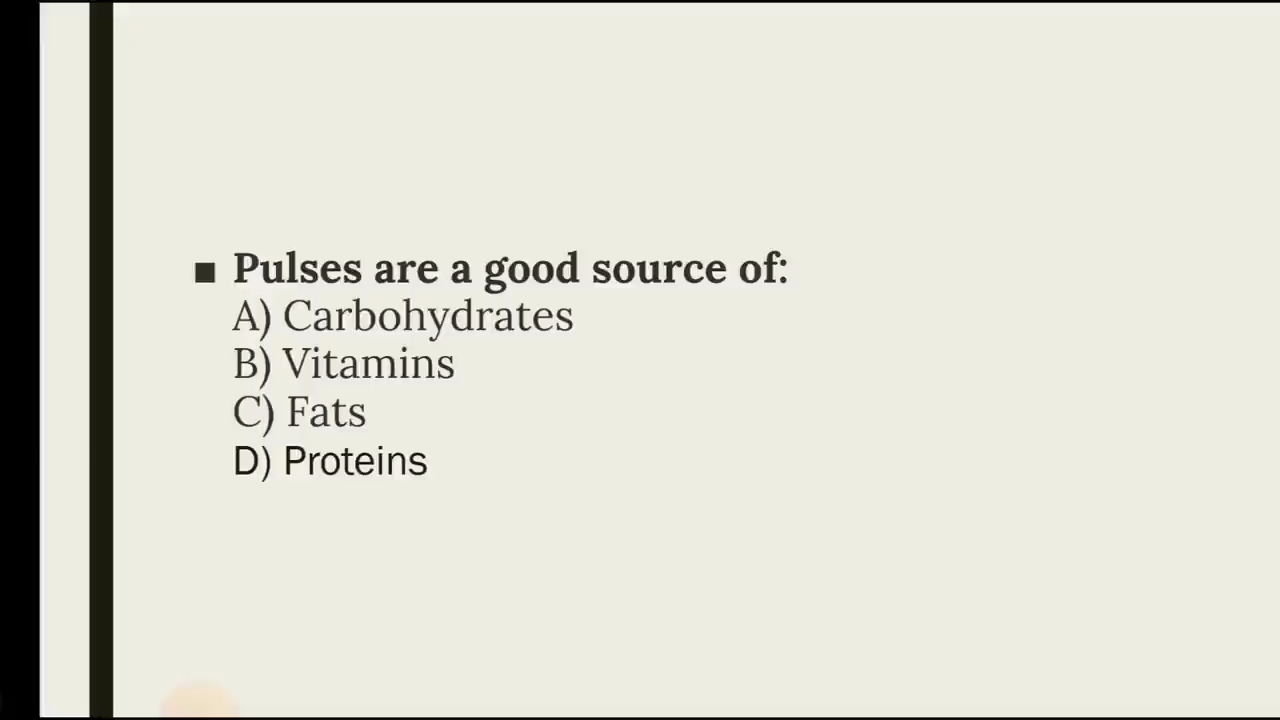 ■ Pulses are a good source of:
A) Carbohydrates
B) Vitamins
C) Fats
D) Proteins